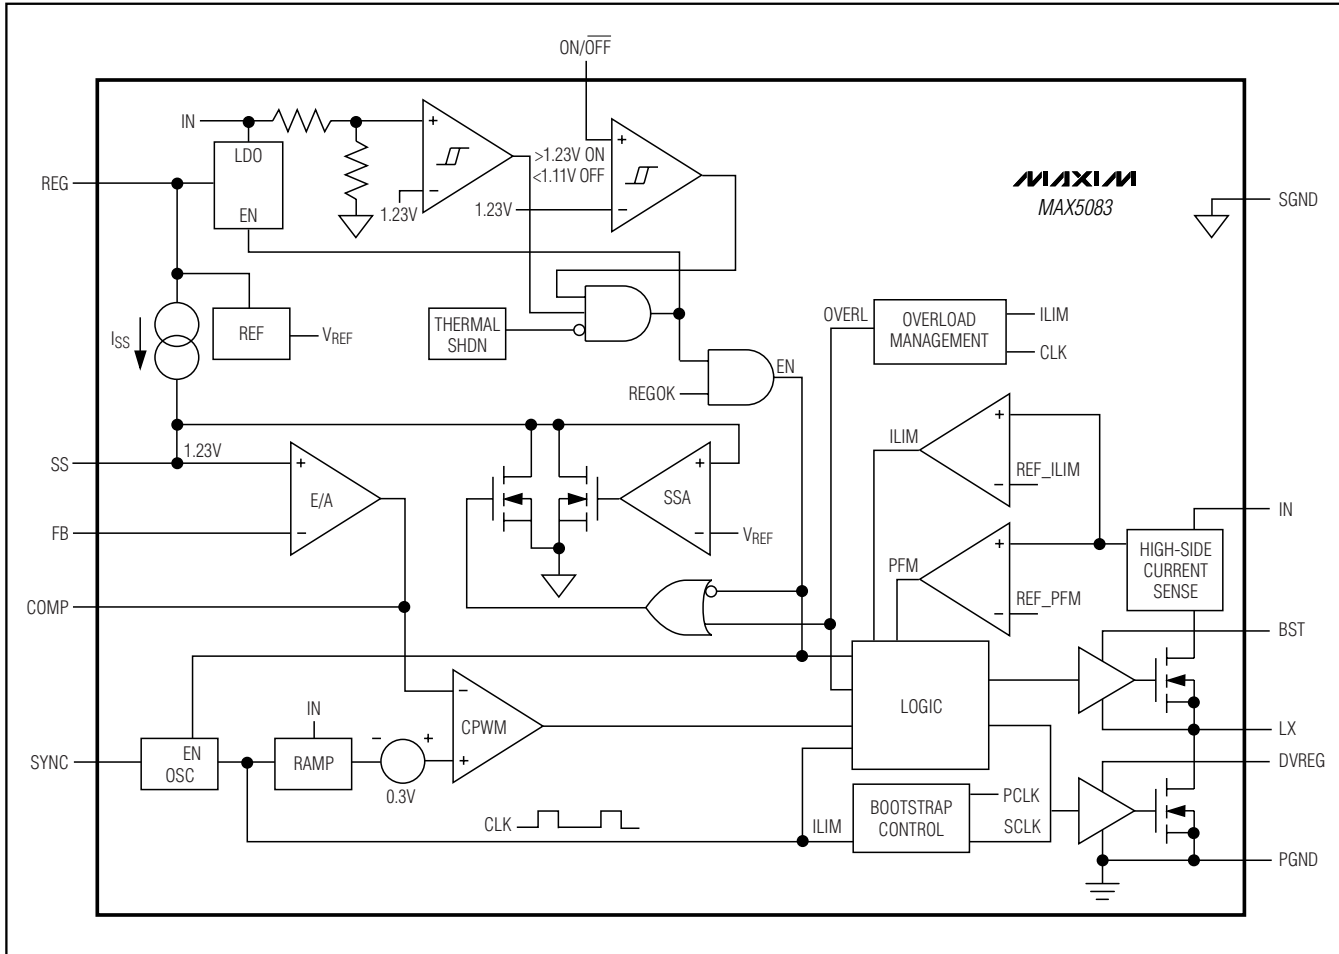 ON/OFF
IN
LDO
+
+
>1.23V ON
<1.11V OFF
MAXIM
MAX5083
REG
EN
−
1.23V
1.23V
−
SGND
ISS
REF
VREF
THERMAL
SHDN
OVERL
OVERLOAD
MANAGEMENT
ILIM
CLK
EN
REGOK
SS
1.23V
+
E/A
−
FB
+
SSA
−
VREF
ILIM
+
REF_ILIM
−
IN
HIGH-SIDE
CURRENT
SENSE
PFM
+
REF_PFM
−
COMP
BST
LOGIC
−
CPWM
+
LX
IN
SYNC
EN
OSC
RAMP
−
+
0.3V
DVREG
CLK
ILIM
BOOTSTRAP
CONTROL
PCLK
SCLK
PGND